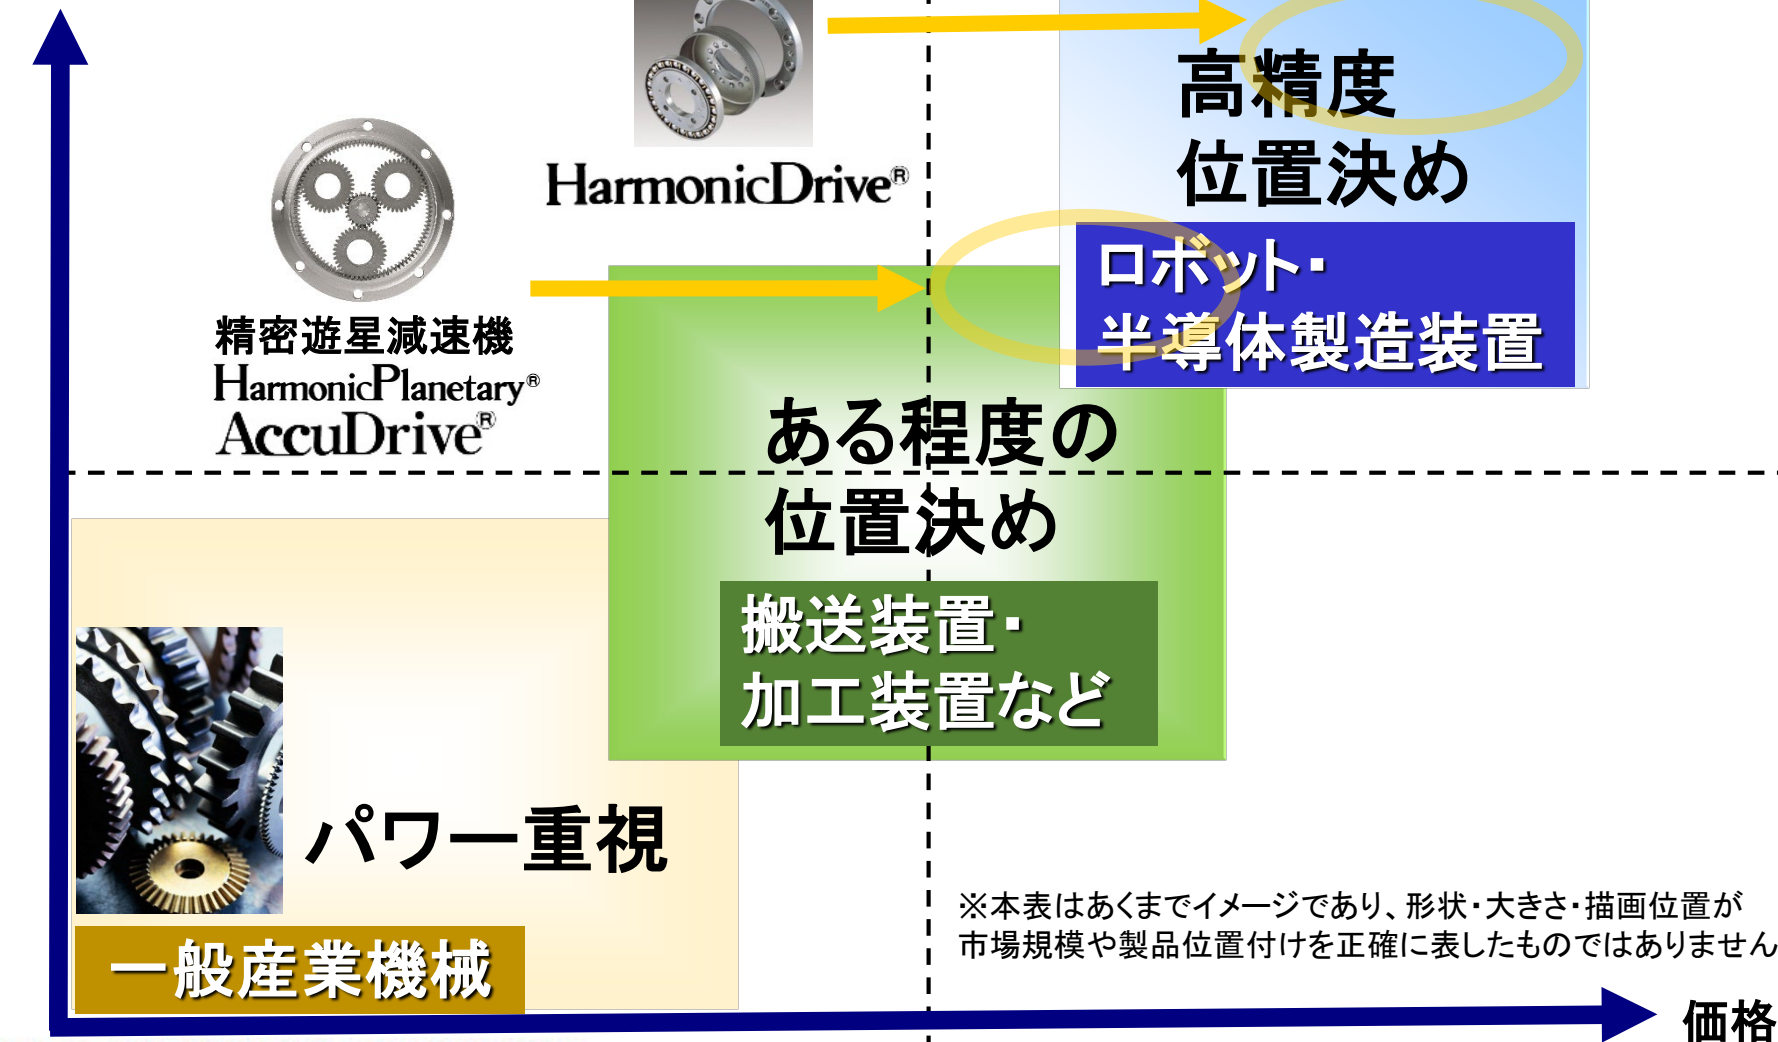 HarmonicDrive®
高精度
位置決め
ロボット・
半導体製造装置
精密遊星減速機
HarmonicPlanetary®
AccuDrive®
ある程度の
位置決め
搬送装置・
加工装置など
パワー重視
一般産業機械
※本表はあくまでイメージであり、形状・大きさ・描画位置が
市場規模や製品位置付けを正確に表したものではありません
価格